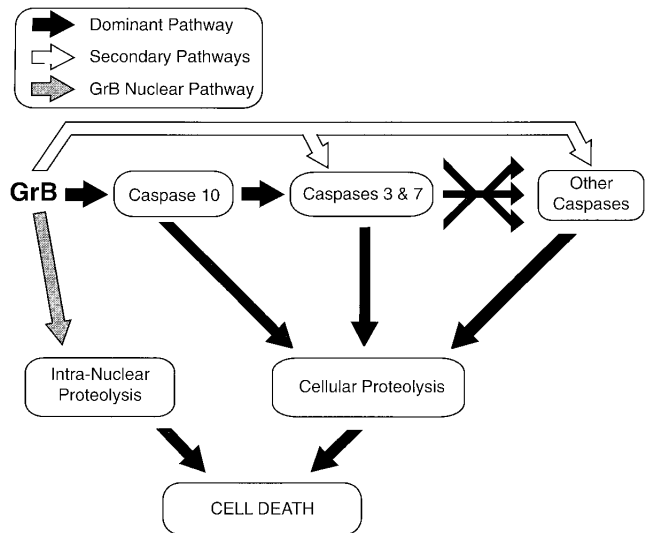 Dominant Pathway
Secondary Pathways
GrB Nuclear Pathway
GrB
Caspase 10
Caspases 3 & 7
Other
Caspases
Intra-Nuclear
Proteolysis
Cellular Proteolysis
CELL DEATH